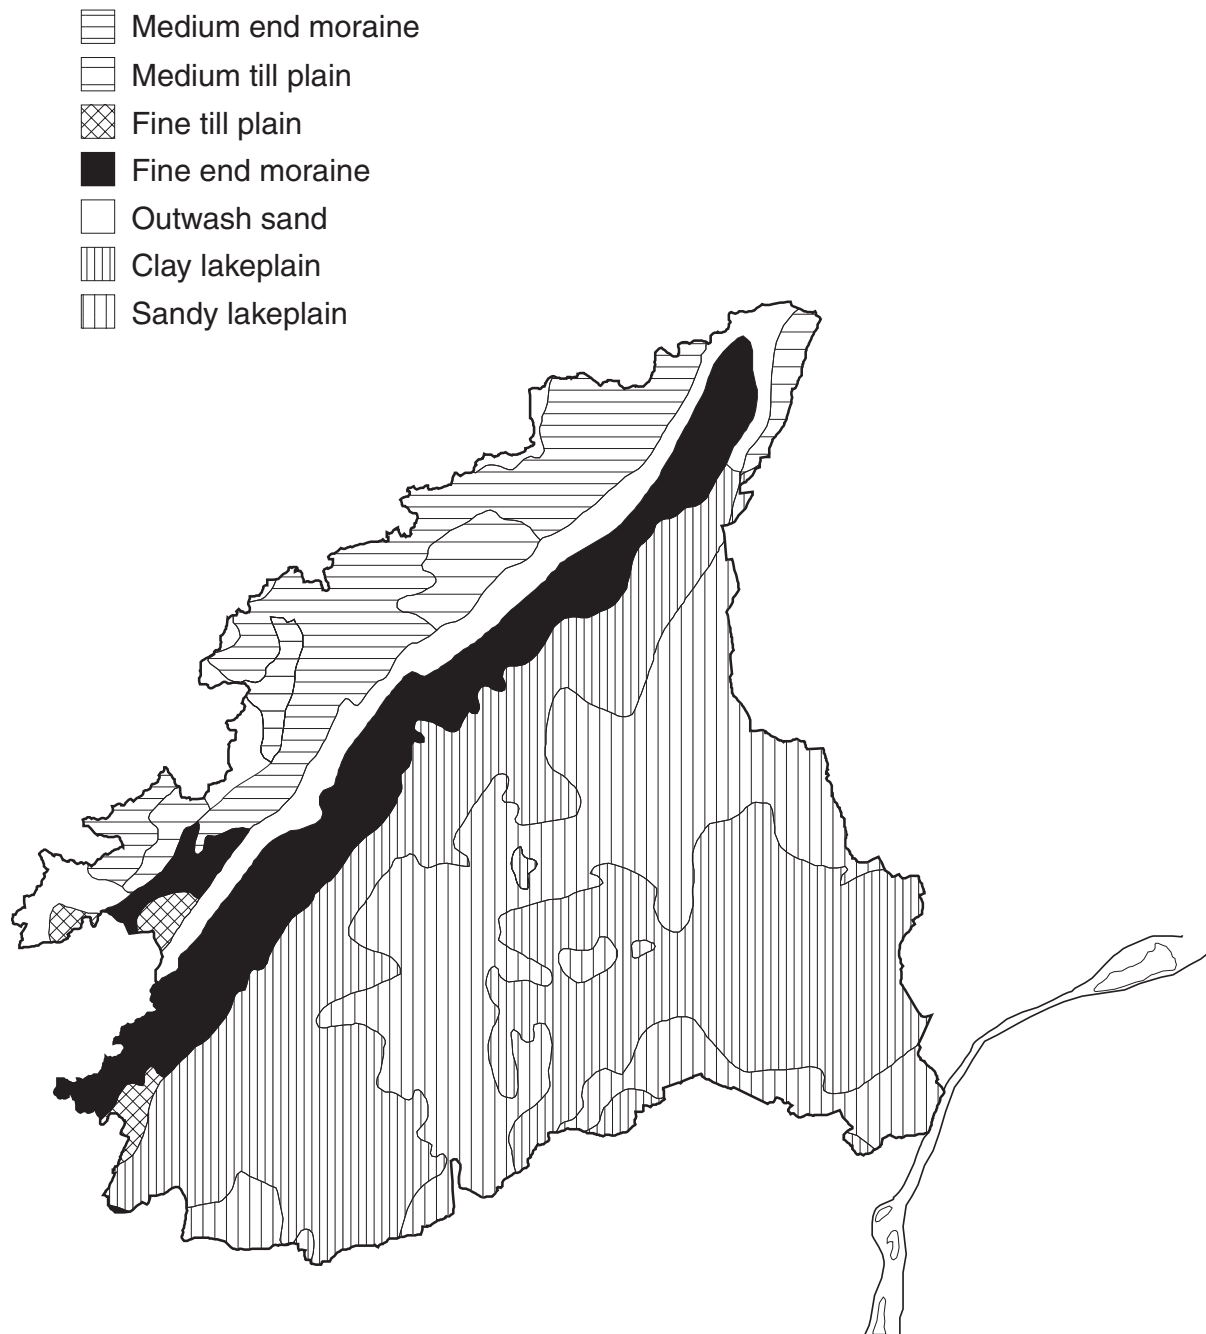 Medium end moraine
Medium till plain
Fine till plain
Fine end moraine
Outwash sand
Clay lakeplain
Sandy lakeplain